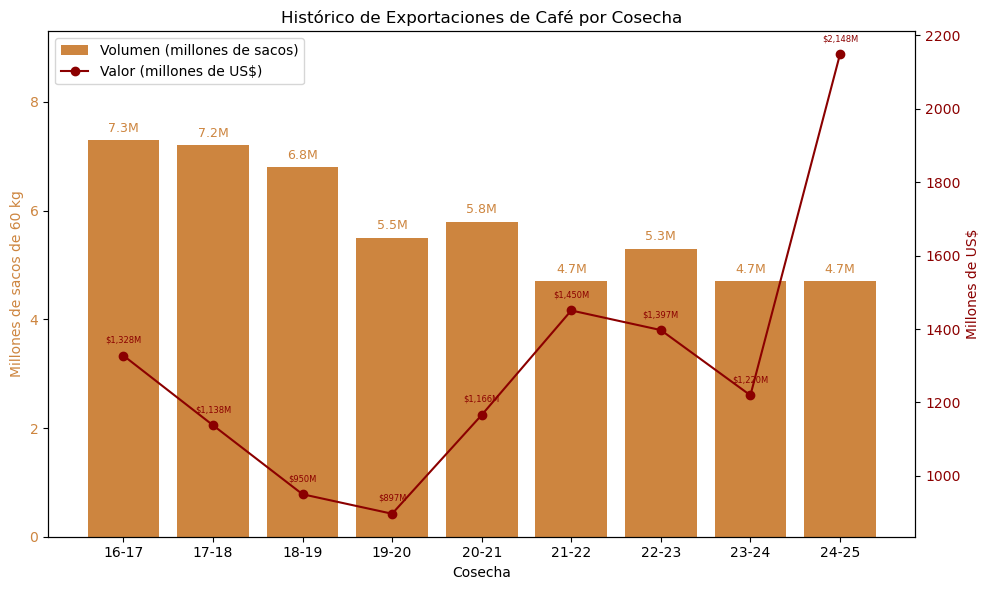 Histórico de Exportaciones de Café por Cosecha
Volumen (millones de sacos)
Valor (millones de US$)
Millones de sacos de 60 kg
8
6
4
2
0
7.3M
7.2M
6.8M
5.5M
5.8M
4.7M
5.3M
4.7M
4.7M
$1,328M
$1,138M
$950M
$897M
$1,166M
$1,450M
$1,397M
$1,220M
$2,148M
2200
2000
1800
1600
1400
1200
1000
Millones de US$
16-17
17-18
18-19
19-20
20-21
21-22
22-23
23-24
24-25
Cosecha